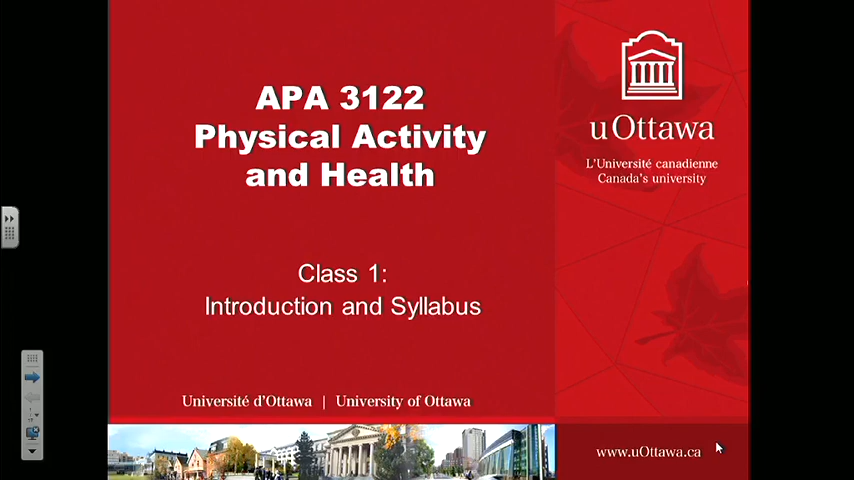 APA 3122
Physical Activity
and Health
Class 1:
Introduction and Syllabus
Université d'Ottawa | University of Ottawa
uOttawa
L'Université canadienne
Canada's university
www.uOttawa.ca